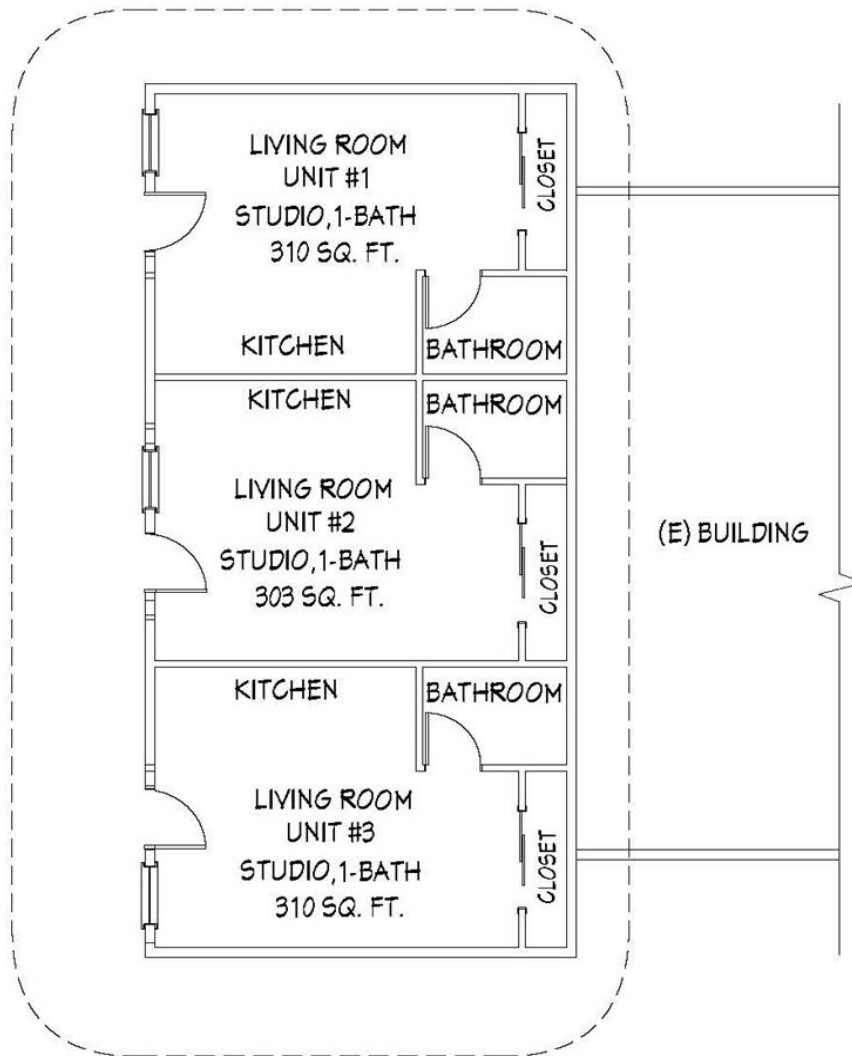 LIVING ROOM
UNIT #1
STUDIO,1-BATH
310 SQ. FT.
CLOSET
KITCHEN
BATHROOM
KITCHEN
BATHROOM
LIVING ROOM
UNIT #2
STUDIO,1-BATH
303 SQ. FT.
CLOSET
(E) BUILDING
KITCHEN
BATHROOM
LIVING ROOM
UNIT #3
STUDIO,1-BATH
310 SQ. FT.
CLOSET